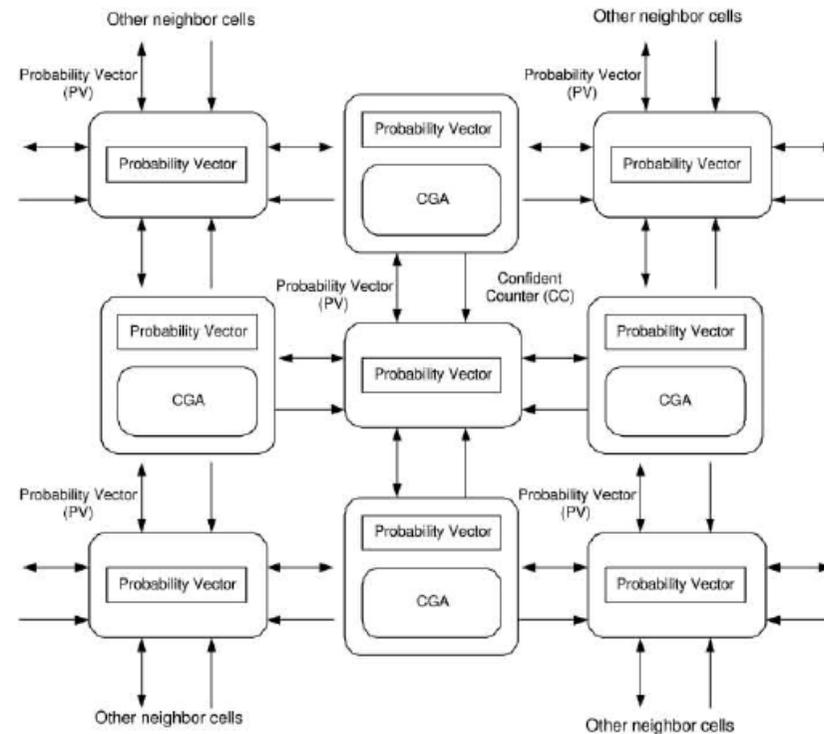 Other neighbor cells
Other neighbor cells
Probability Vector
(PV)
Probability Vector
(PV)
Probability Vector
Probability Vector
Probability Vector
CGA
Probability Vector
(PV)
Confident
Counter (CC)
Probability Vector
CGA
Probability Vector
Probability Vector
CGA
Probability Vector
(PV)
Probability Vector
(PV)
Probability Vector
CGA
Probability Vector
Probability Vector
Other neighbor cells
Other neighbor cells